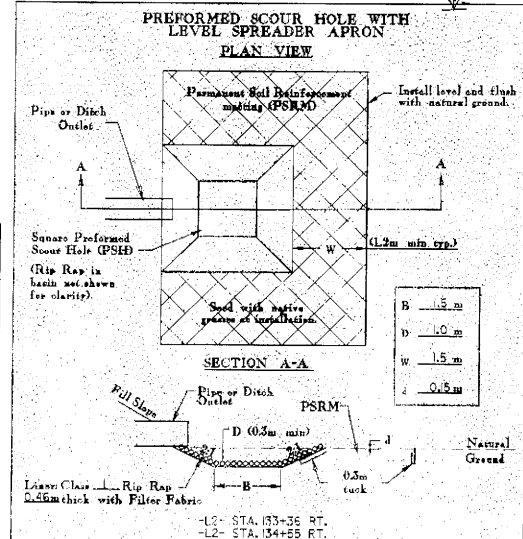 PREFORMED SCOUR HOLE WITH
LEVEL SPREADER APRON
PLAN VIEW
Permanent Soil Reinforcement
matting (PSRM)
Install level and flush
with natural ground.
Pipe or Ditch
Outlet
A
A
Square Preformed
Scour Hole (PSH)
(Rip Rap in
basin not shown
for clarity)
W
(1.2m min typ.)
Seed with native
grasses at installation.
B 1.5 m
D 1.0 m
W 1.5 m
d 0.15 m
SECTION A-A
Fill Slope
Pipe or Ditch
Outlet
D (0.3m min)
PSRM
d
Natural
Ground
0.3m
tuck
B
Liner: Class I Rip Rap
0.46m thick with Filter Fabric
-L2- STA. 133+36 RT.
-L2- STA. 134+55 RT.